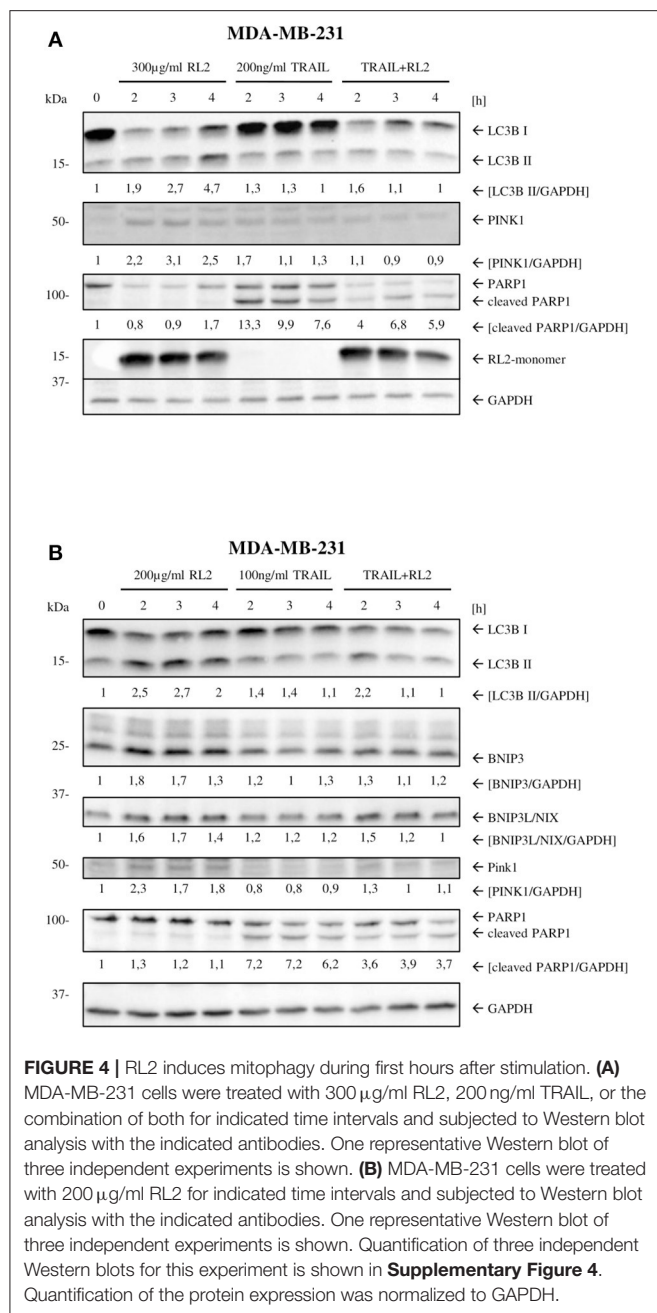 A
MDA-MB-231
300µg/ml RL2 200ng/ml TRAIL TRAIL+RL2
kDa 0 2 3 4 2 3 4 2 3 4 [h]
← LC3B I
15- ← LC3B II
1 1,9 2,7 4,7 1,3 1,3 1 1,6 1,1 1 ← [LC3B II/GAPDH]
50- ← PINK1
1 2,2 3,1 2,5 1,7 1,1 1,3 1,1 0,9 0,9 ← [PINK1/GAPDH]
← PARP1
100- ← cleaved PARP1
1 0,8 0,9 1,7 13,3 9,9 7,6 4 6,8 5,9 ← [cleaved PARP1/GAPDH]
15- ← RL2-monomer
37-
← GAPDH
B
MDA-MB-231
200µg/ml RL2 100ng/ml TRAIL TRAIL+RL2
kDa 0 2 3 4 2 3 4 2 3 4 [h]
← LC3B I
15- ← LC3B II
1 2,5 2,7 2 1,4 1,4 1,1 2,2 1,1 1 ← [LC3B II/GAPDH]
25- ← BNIP3
1 1,8 1,7 1,3 1,2 1 1,3 1,3 1,1 1,2 ← [BNIP3/GAPDH]
37-
← BNIP3L/NIX
1 1,6 1,7 1,4 1,2 1,2 1,2 1,5 1,2 1 ← [BNIP3L/NIX/GAPDH]
50- ← Pink1
1 2,3 1,7 1,8 0,8 0,8 0,9 1,3 1 1,1 ← [PINK1/GAPDH]
100- ← PARP1
← cleaved PARP1
1 1,3 1,2 1,1 7,2 7,2 6,2 3,6 3,9 3,7 ← [cleaved PARP1/GAPDH]
37-
← GAPDH
FIGURE 4 | RL2 induces mitophagy during first hours after stimulation. (A)
MDA-MB-231 cells were treated with 300 µg/ml RL2, 200 ng/ml TRAIL, or the
combination of both for indicated time intervals and subjected to Western blot
analysis with the indicated antibodies. One representative Western blot of
three independent experiments is shown. (B) MDA-MB-231 cells were treated
with 200 µg/ml RL2 for indicated time intervals and subjected to Western blot
analysis with the indicated antibodies. One representative Western blot of
three independent experiments is shown. Quantification of three independent
Western blots for this experiment is shown in Supplementary Figure 4.
Quantification of the protein expression was normalized to GAPDH.